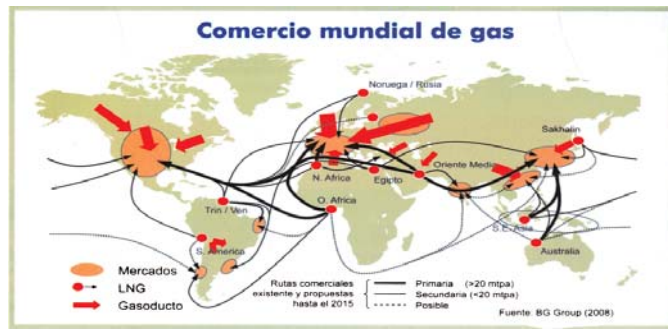 Comercio mundial de gas
Noruega / Rusia
Sakhalin
Oriente Medio
N. Africa
Egipto
Trin / Ven
O. Africa
S.E. Asia
S. America
Australia
Mercados
LNG
Gasoducto
Rutas comerciales
existente y propuestas
hasta el 2015
Primaria (>20 mtpa)
Secundaria (<20 mtpa)
Posible
Fuente: BG Group (2008)